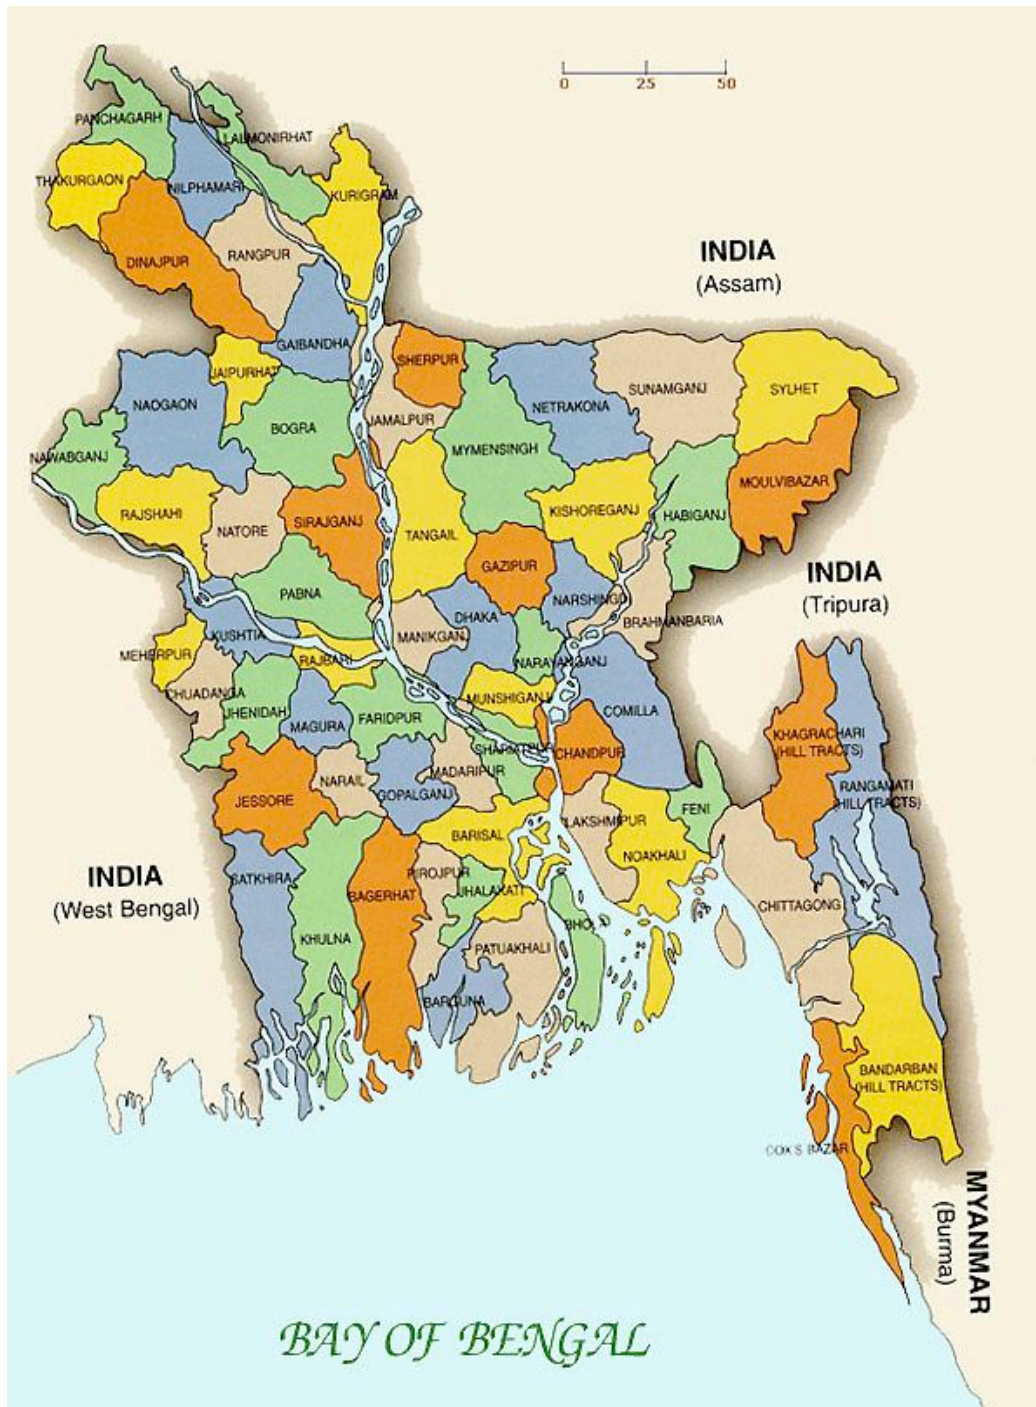 0 25 50
PANCHAGARH
LALMONIRHAT
THAKURGAON
NILPHAMARI
KURIGRAM
DINAJPUR
RANGPUR
INDIA
(Assam)
GAIBANDHA
SHERPUR
JAIPURHAT
SUNAMGANJ
SYLHET
NAOGAON
NETRAKONA
JAMALPUR
BOGRA
MYMENSINGH
NAWABGANJ
MOULVIBAZAR
RAJSHAHI
KISHOREGANJ
HABIGANJ
SIRAJGANJ
NATORE
TANGAIL
GAZIPUR
INDIA
(Tripura)
PABNA
NARSHINGDI
DHAKA
BRAHMANBARIA
KUSHTIA
MANIKGANJ
MEHERPUR
RAJBARI
NARAYANGANJ
CHUADANGA
MUNSHIGANJ
JHENIDAH
COMILLA
MAGURA
FARIDPUR
KHAGRACHARI
(HILL TRACTS)
SHARIATPUR
CHANDPUR
MADARIPUR
NARAIL
RANGAMATI
(HILL TRACTS)
JESSORE
GOPALGANJ
FENI
LAKSHMIPUR
BARISAL
NOAKHALI
INDIA
(West Bengal)
SATKHIRA
PIROJPUR
JHALAKATI
BAGERHAT
CHITTAGONG
BHOLA
KHULNA
PATUAKHALI
BARGUNA
BANDARBAN
(HILL TRACTS)
COX'S BAZAR
MYANMAR
(Burma)
BAY OF BENGAL